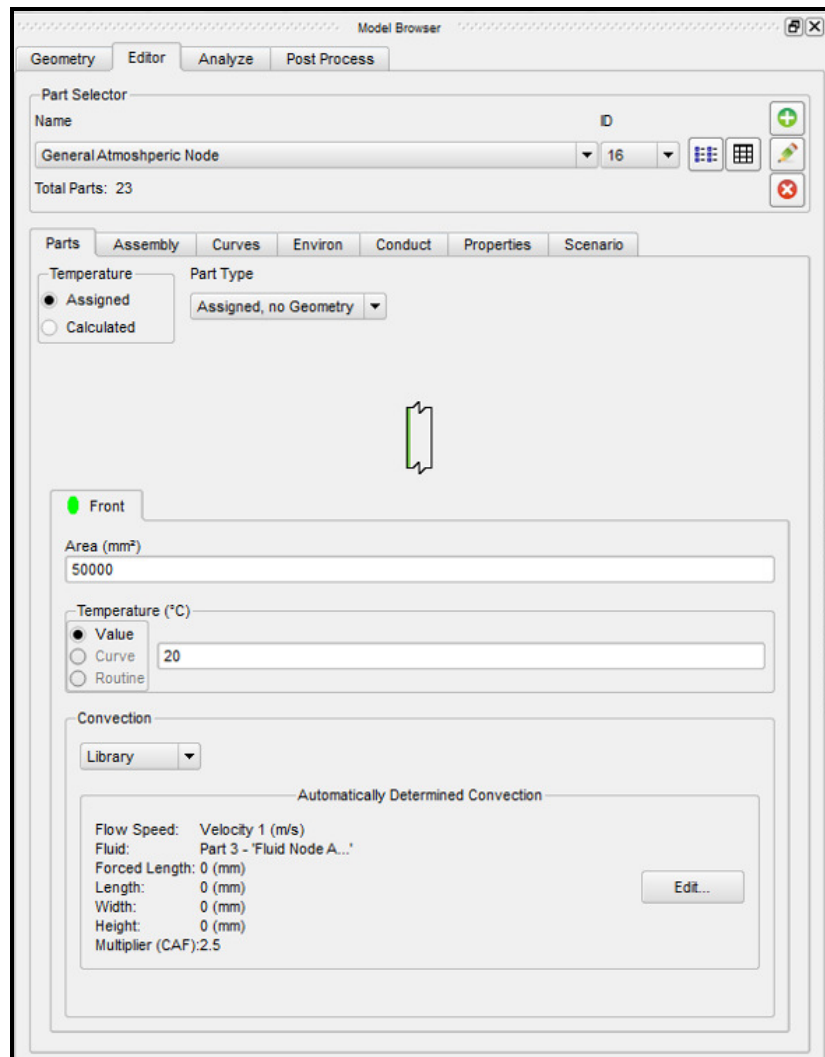 Model Browser
Geometry Editor Analyze Post Process
Part Selector
Name ID
General Atmoshperic Node 16
Total Parts: 23
Parts Assembly Curves Environ Conduct Properties Scenario
Temperature Part Type
Assigned Assigned, no Geometry
Calculated
Front
Area (mm²)
50000
Temperature (°C)
Value
Curve 20
Routine
Convection
Library
Automatically Determined Convection
Flow Speed: Velocity 1 (m/s)
Fluid: Part 3 - 'Fluid Node A...'
Forced Length: 0 (mm)
Length: 0 (mm) Edit...
Width: 0 (mm)
Height: 0 (mm)
Multiplier (CAF):2.5